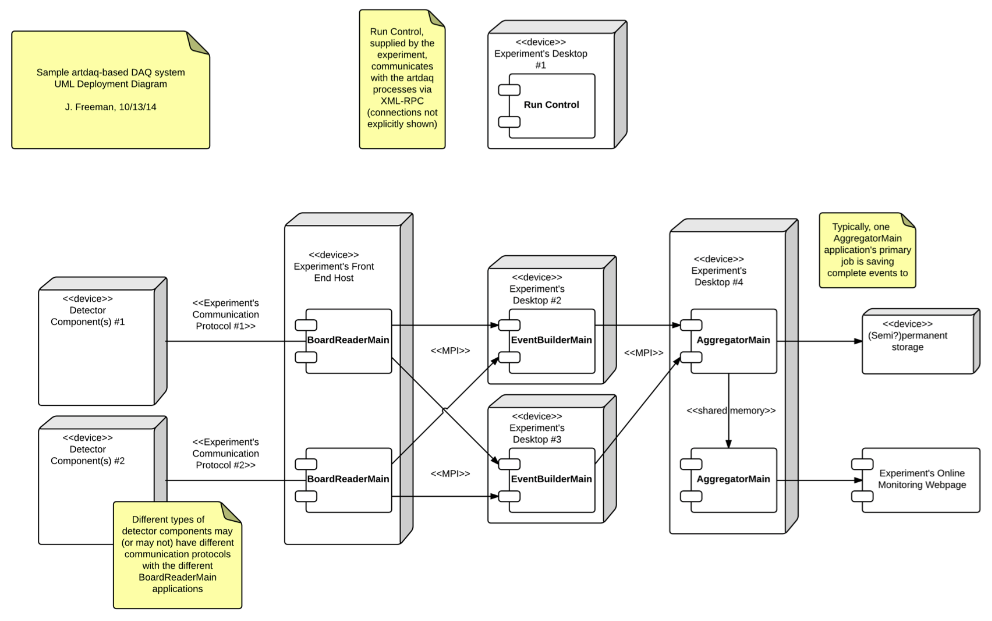 Sample artdaq-based DAQ system
UML Deployment Diagram
J. Freeman, 10/13/14
Run Control,
supplied by the
experiment,
communicates
with the artdaq
processes via
XML-RPC
(connections not
explicitly shown)
<<device>>
Experiment's Desktop
#1
Run Control
<<device>>
Detector
Component(s) #1
<<Experiment's
Communication
Protocol #1>>
<<device>>
Experiment's Front
End Host
BoardReaderMain
<<MPI>>
<<device>>
Experiment's
Desktop #2
EventBuilderMain
<<MPI>>
<<device>>
Experiment's
Desktop #4
AggregatorMain
Typically, one
AggregatorMain
application's primary
job is saving
complete events to
<<device>>
(Semi?)permanent
storage
<<device>>
Detector
Component(s) #2
<<Experiment's
Communication
Protocol #2>>
BoardReaderMain
<<MPI>>
<<device>>
Experiment's
Desktop #3
EventBuilderMain
<<shared memory>>
AggregatorMain
Experiment's Online
Monitoring Webpage
Different types of
detector components may
(or may not) have different
communication protocols
with the different
BoardReaderMain
applications